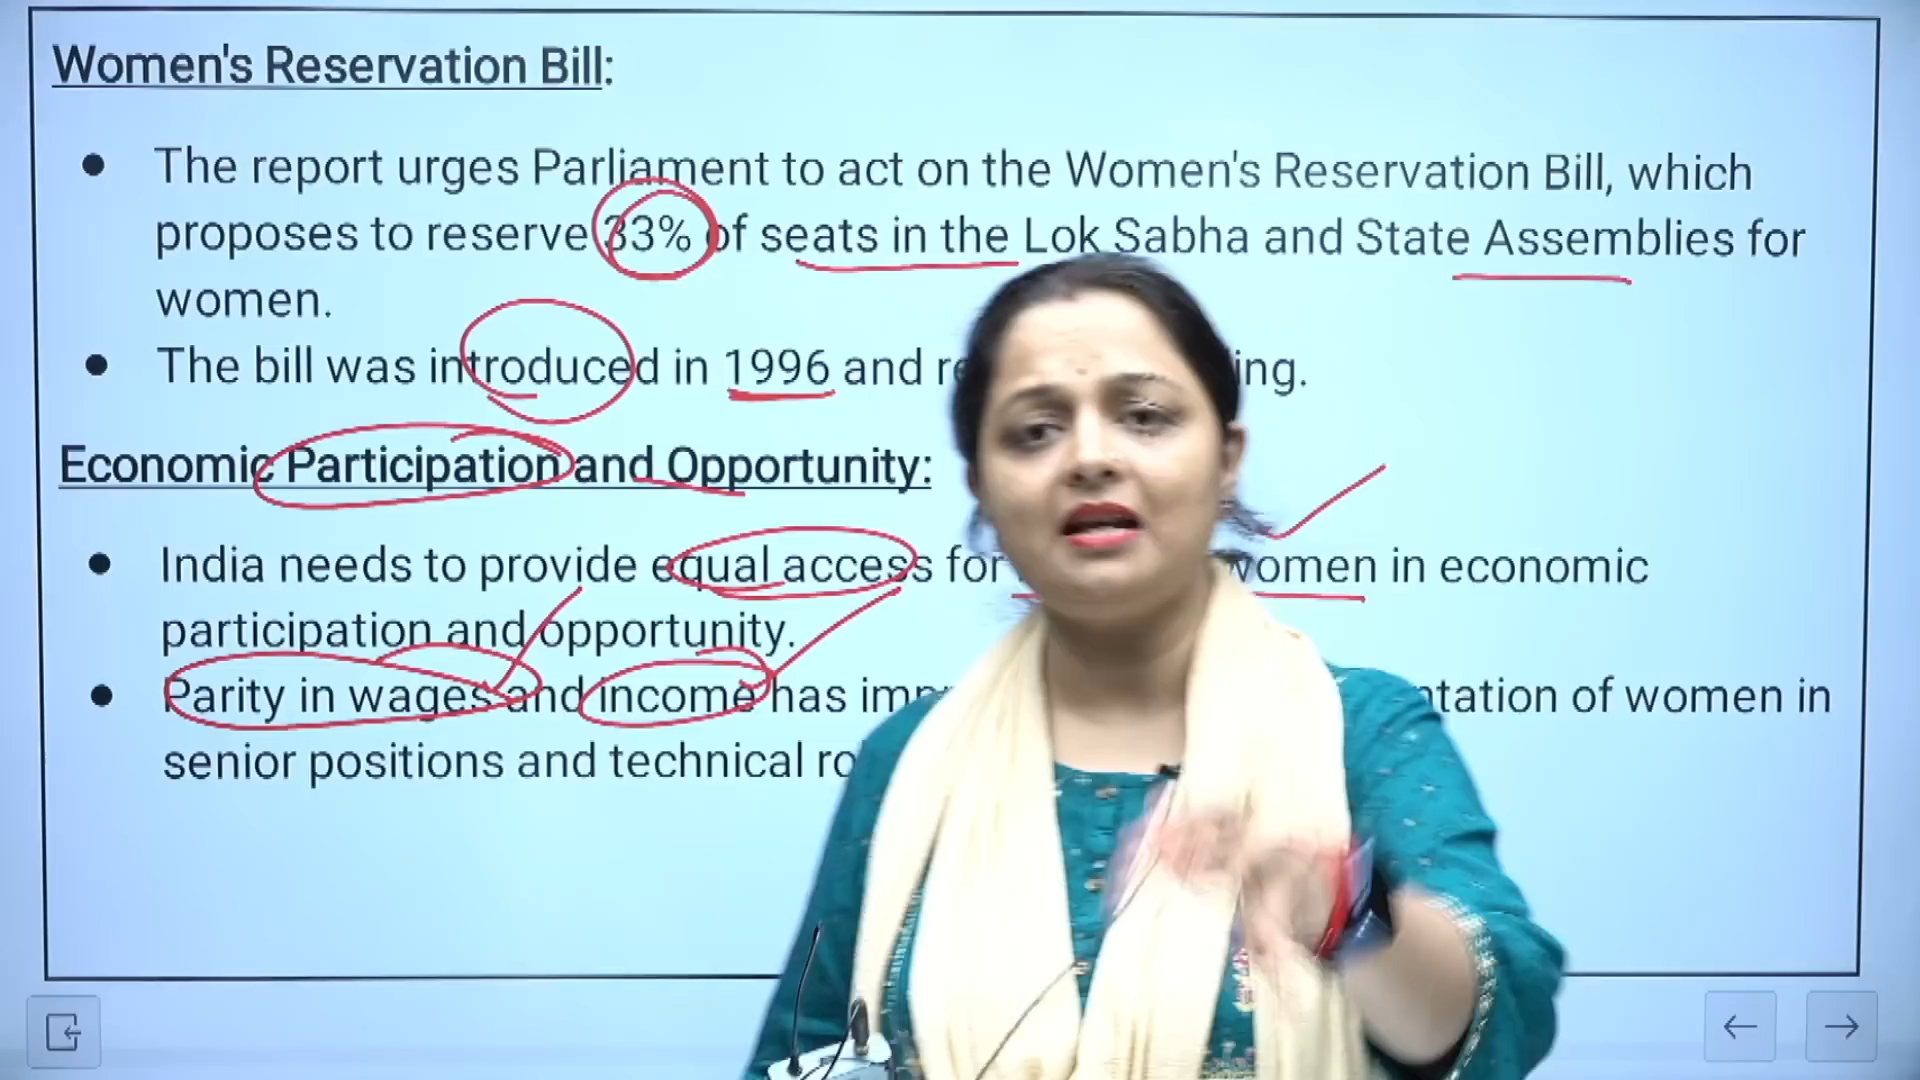 Women's Reservation Bill:
The report urges Parliament to act on the Women's Reservation Bill, which
proposes to reserve 33% of seats in the Lok Sabha and State Assemblies for
women.
The bill was introduced in 1996 and ing.
Economic Participation and Opportunity:
India needs to provide equal access for women in economic
participation and opportunity.
Parity in wages and income has ntation of women in
senior positions and technical